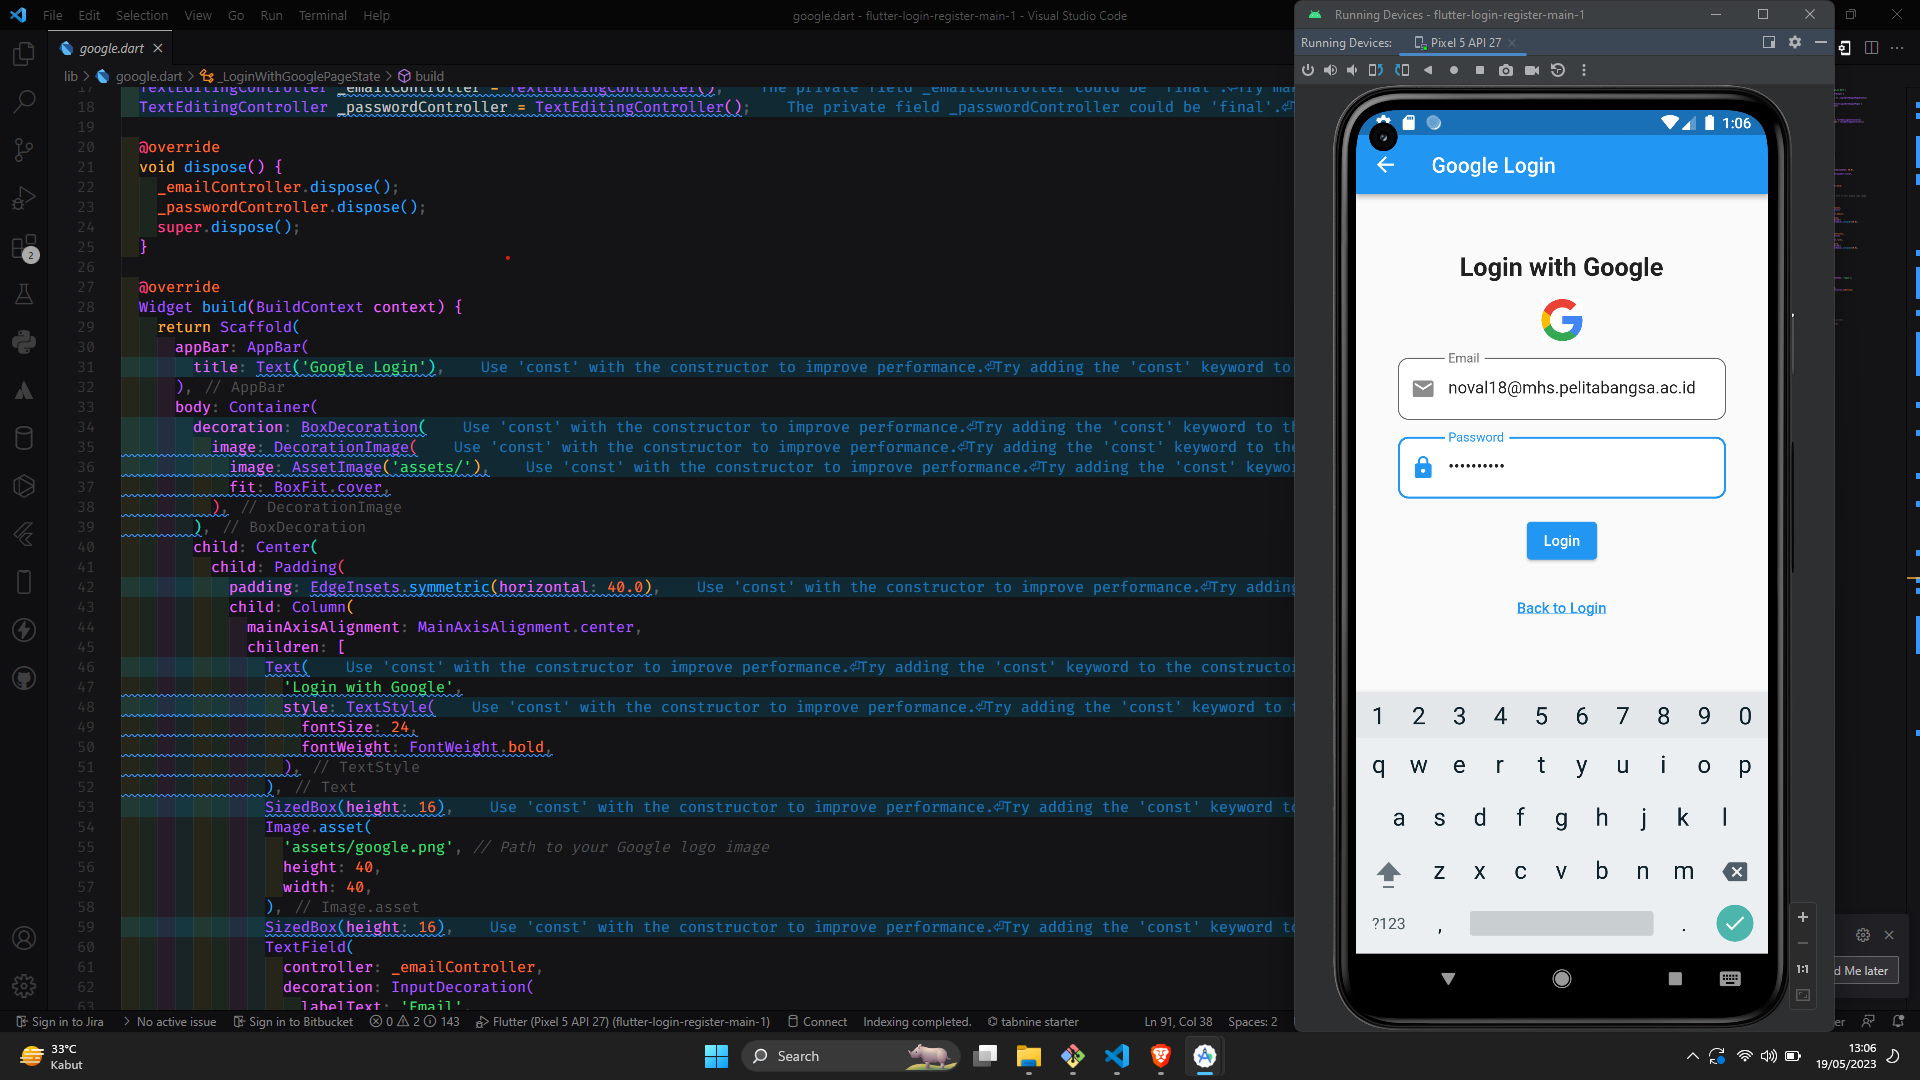 File Edit Selection View Go Run Terminal Help
google.dart - flutter-login-register-main-1 - Visual Studio Code
google.dart
lib > google.dart > _LoginWithGooglePageState > build
17 TextEditingController _emailController = TextEditingController(); The private field _emailController could be 'final'.⏎Try
18 TextEditingController _passwordController = TextEditingController(); The private field _passwordController could be 'final'.⏎
19
20 @override
21 void dispose() {
22 _emailController.dispose();
23 _passwordController.dispose();
24 super.dispose();
25 }
26
27 @override
28 Widget build(BuildContext context) {
29 return Scaffold(
30 appBar: AppBar(
31 title: Text('Google Login'), Use 'const' with the constructor to improve performance.⏎Try adding the 'const' keyword to
32 ), // AppBar
33 body: Container(
34 decoration: BoxDecoration( Use 'const' with the constructor to improve performance.⏎Try adding the 'const' keyword to
35 image: DecorationImage( Use 'const' with the constructor to improve performance.⏎Try adding the 'const' keyword to the
36 image: AssetImage('assets/'), Use 'const' with the constructor to improve performance.⏎Try adding the 'const'
37 fit: BoxFit.cover,
38 ), // DecorationImage
39 ), // BoxDecoration
40 child: Center(
41 child: Padding(
42 padding: EdgeInsets.symmetric(horizontal: 40.0), Use 'const' with the constructor to improve performance.⏎Try adding
43 child: Column(
44 mainAxisAlignment: MainAxisAlignment.center,
45 children: [
46 Text( Use 'const' with the constructor to improve performance.⏎Try adding the 'const' keyword to the constructor
47 'Login with Google',
48 style: TextStyle( Use 'const' with the constructor to improve performance.⏎Try adding the 'const' keyword to
49 fontSize: 24,
50 fontWeight: FontWeight.bold,
51 ), // TextStyle
52 ), // Text
53 SizedBox(height: 16), Use 'const' with the constructor to improve performance.⏎Try adding the 'const' keyword to
54 Image.asset(
55 'assets/google.png', // Path to your Google logo image
56 height: 40,
57 width: 40,
58 ), // Image.asset
59 SizedBox(height: 16), Use 'const' with the constructor to improve performance.⏎Try adding the 'const' keyword to
60 TextField(
61 controller: _emailController,
62 decoration: InputDecoration(
63 labelText: 'Email',
2
Running Devices - flutter-login-register-main-1
Running Devices: Pixel 5 API 27
1:06
Google Login
Login with Google
Email
noval18@mhs.pelitabangsa.ac.id
Password
••••••••••
Login
Back to Login
1 2 3 4 5 6 7 8 9 0
q w e r t y u i o p
a s d f g h j k l
z x c v b n m
?123 , .
1:1
Me later
Sign in to Jira No active issue Sign in to Bitbucket 0 2 143 Flutter (Pixel 5 API 27) (flutter-login-register-main-1) Connect Indexing completed. tabnine starter Ln 91, Col 38 Spaces: 2
33°C
Kabut
Search
13:06
19/05/2023